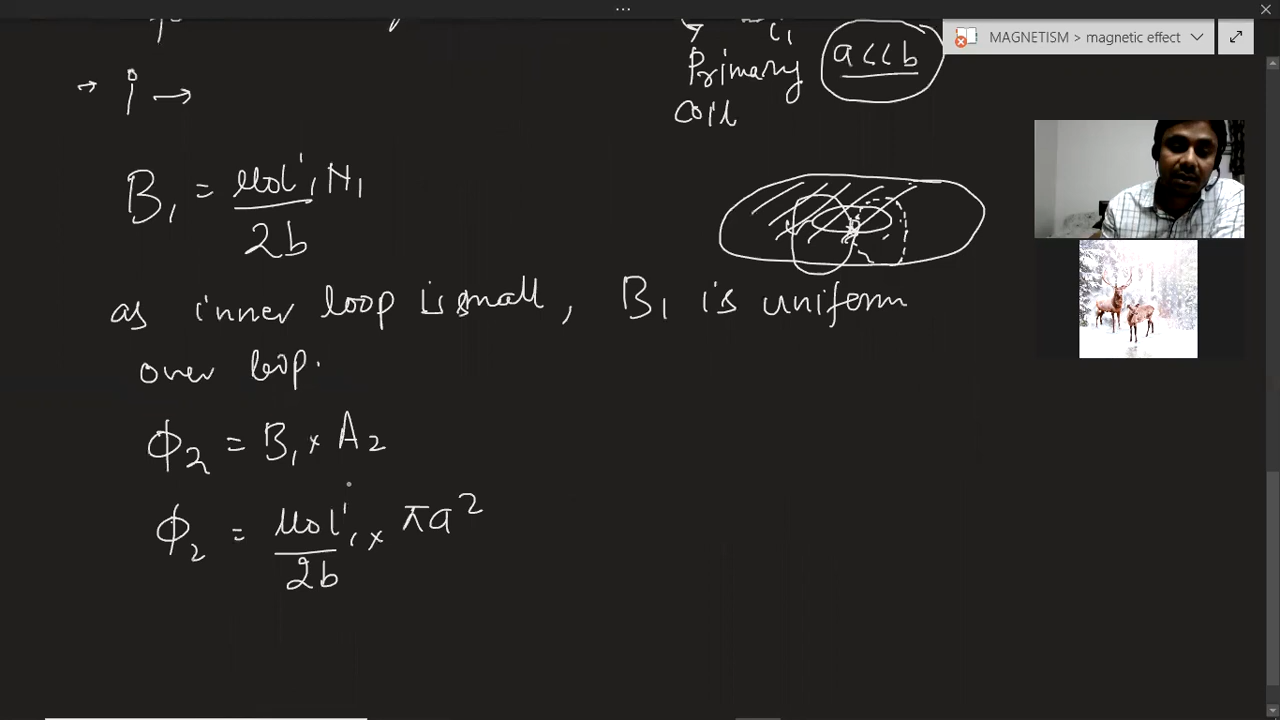 MAGNETISM > magnetic effect
i₁
Primary
coil
a<<b
→ i →
B₁ = μ₀i₁N₁
2b
as inner loop is small, B₁ is uniform
over loop.
Φ₂ = B₁ × A₂
Φ₂ = μ₀i₁ × πa²
2b